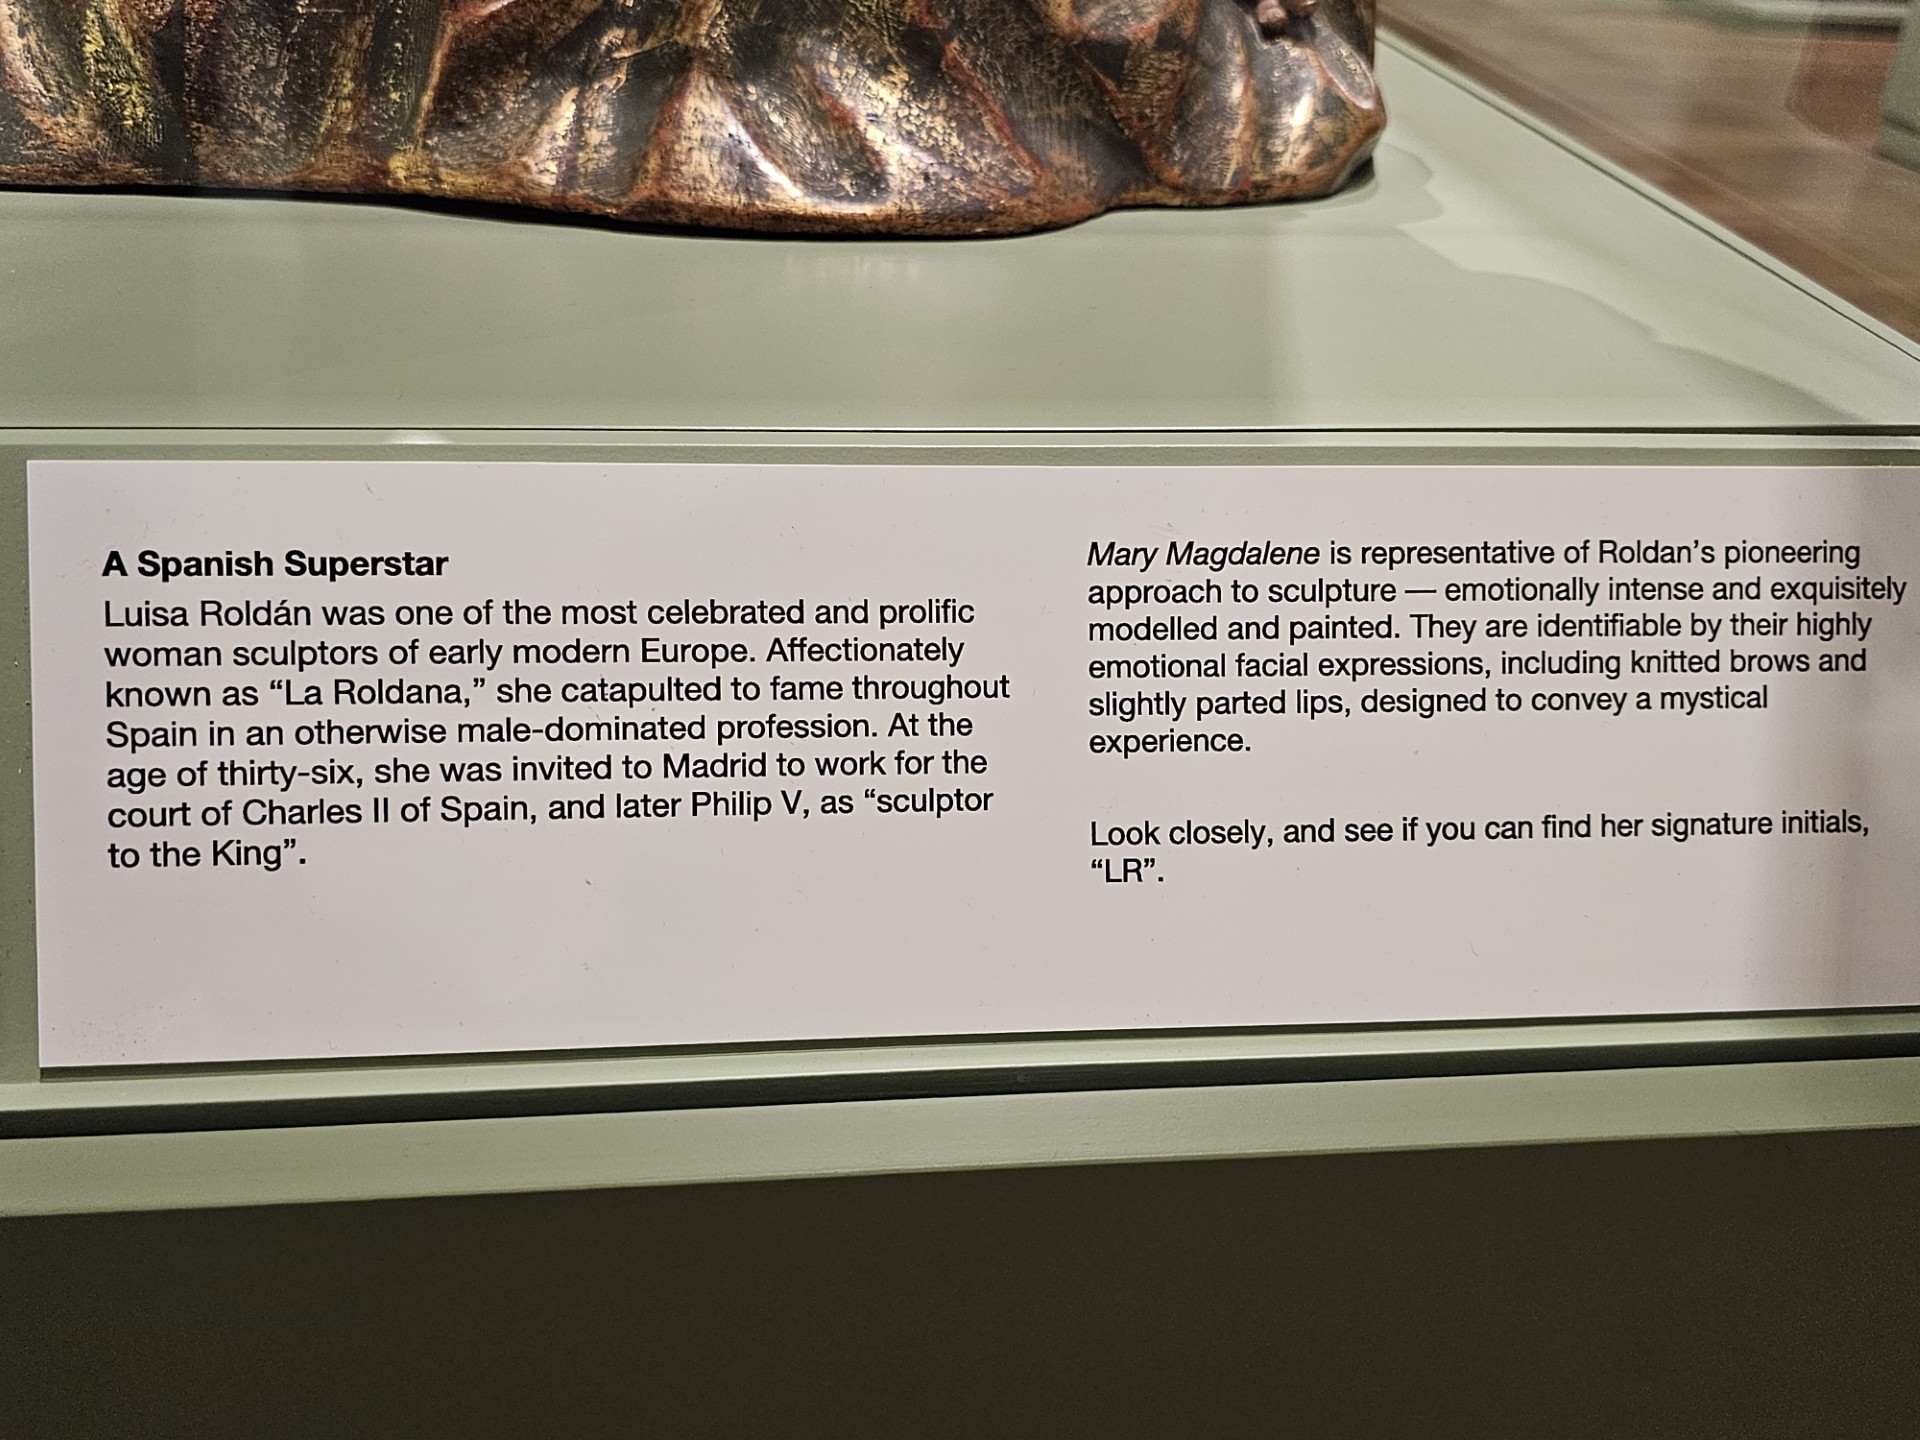 A Spanish Superstar
Luisa Roldán was one of the most celebrated and prolific
woman sculptors of early modern Europe. Affectionately
known as “La Roldana,” she catapulted to fame throughout
Spain in an otherwise male-dominated profession. At the
age of thirty-six, she was invited to Madrid to work for the
court of Charles II of Spain, and later Philip V, as “sculptor
to the King”.
Mary Magdalene is representative of Roldan’s pioneering
approach to sculpture — emotionally intense and exquisitely
modelled and painted. They are identifiable by their highly
emotional facial expressions, including knitted brows and
slightly parted lips, designed to convey a mystical
experience.
Look closely, and see if you can find her signature initials,
“LR”.